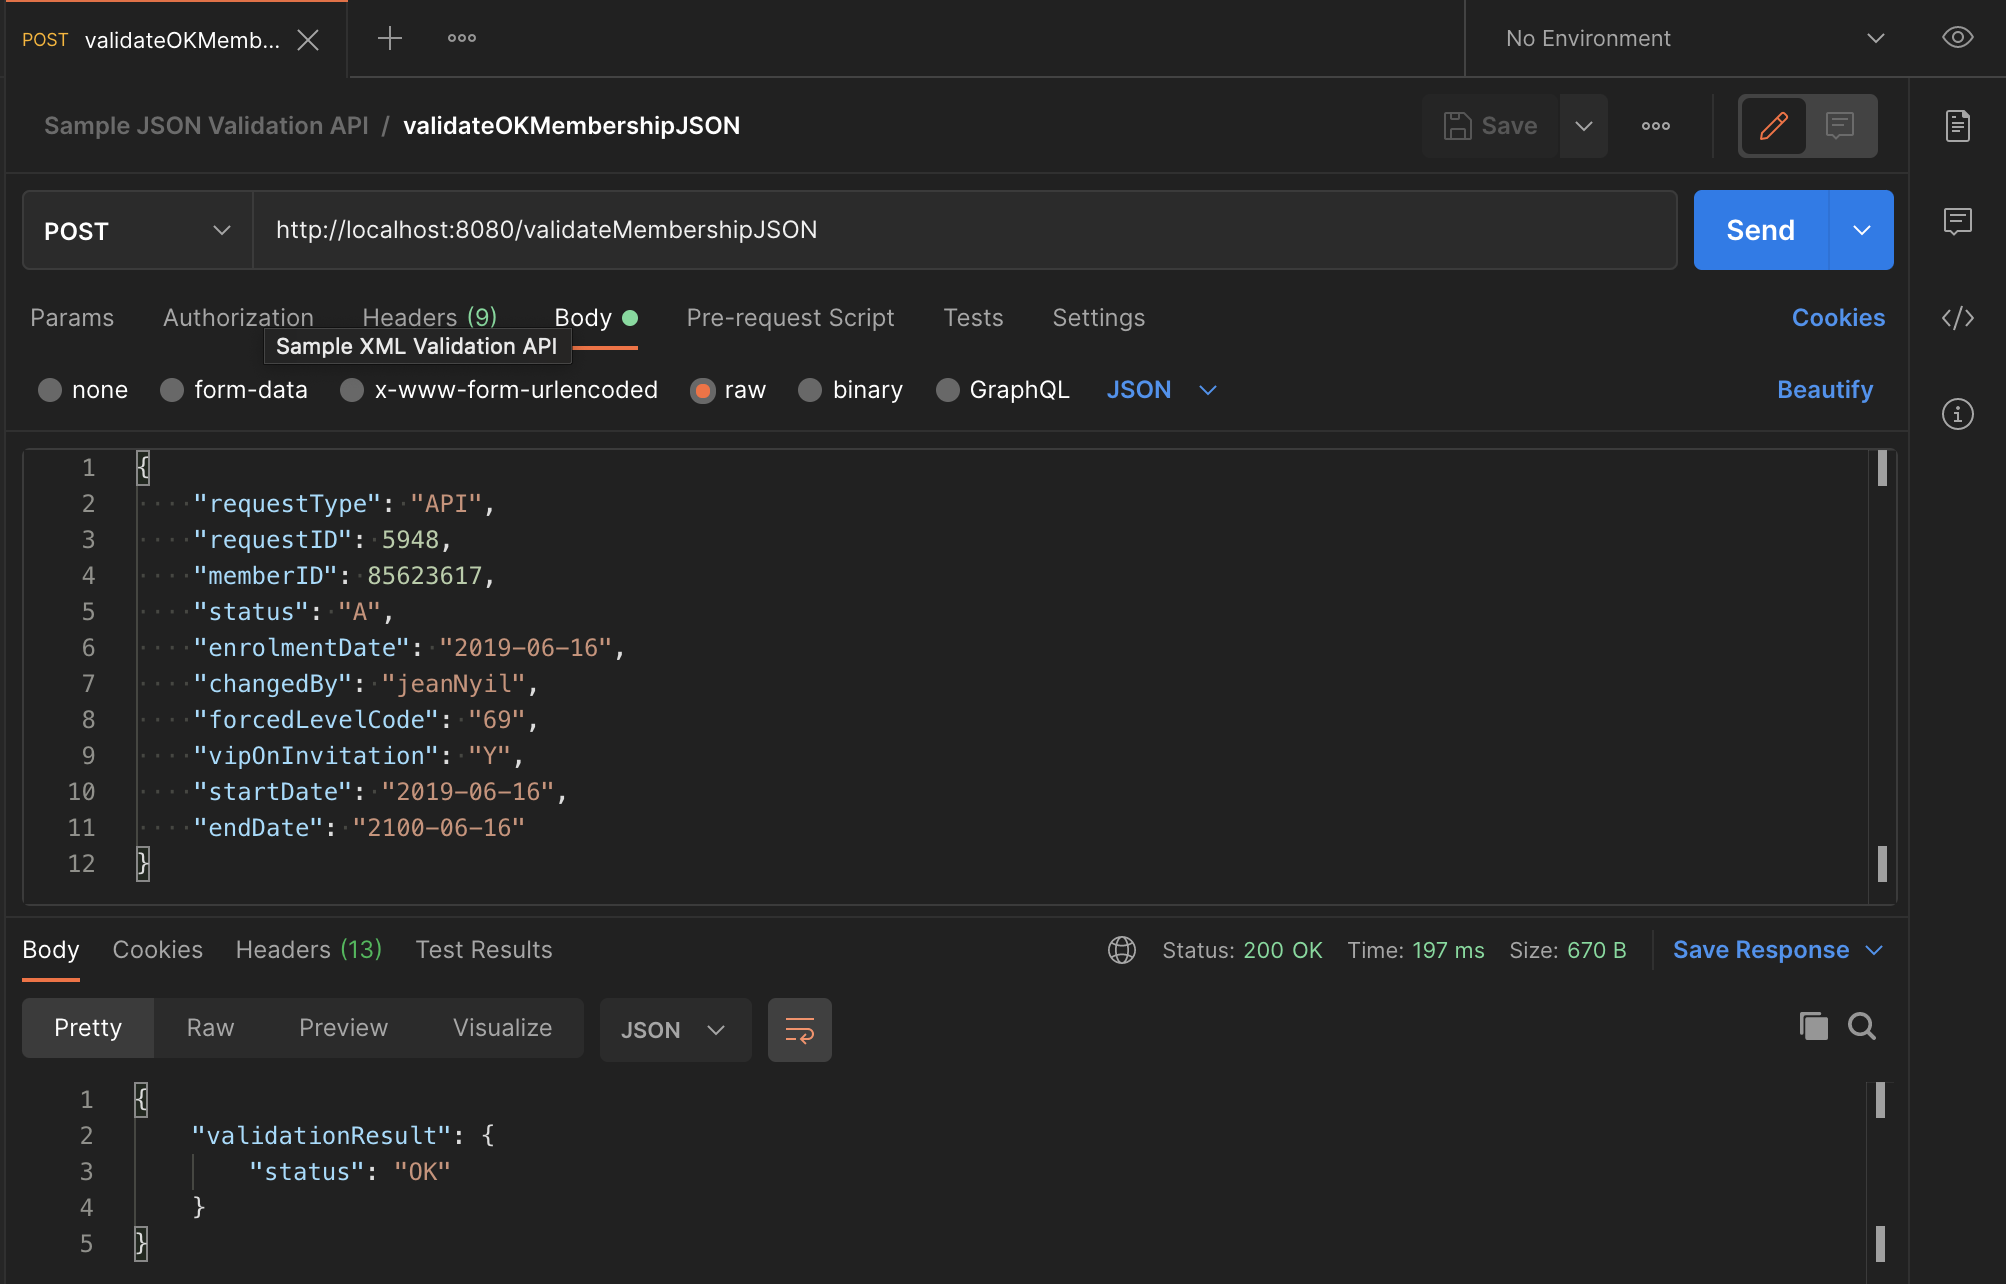 POST validateOKMemb... No Environment
Sample JSON Validation API / validateOKMembershipJSON Save
POST http://localhost:8080/validateMembershipJSON Send
Params Authorization Headers (9) Body Pre-request Script Tests Settings Cookies
Sample XML Validation API
none form-data x-www-form-urlencoded raw binary GraphQL JSON Beautify
1 {
2 "requestType": "API",
3 "requestID": 5948,
4 "memberID": 85623617,
5 "status": "A",
6 "enrolmentDate": "2019-06-16",
7 "changedBy": "jeanNyil",
8 "forcedLevelCode": "69",
9 "vipOnInvitation": "Y",
10 "startDate": "2019-06-16",
11 "endDate": "2100-06-16"
12 }
Body Cookies Headers (13) Test Results Status: 200 OK Time: 197 ms Size: 670 B Save Response
Pretty Raw Preview Visualize JSON
1 {
2 "validationResult": {
3 "status": "OK"
4 }
5 }